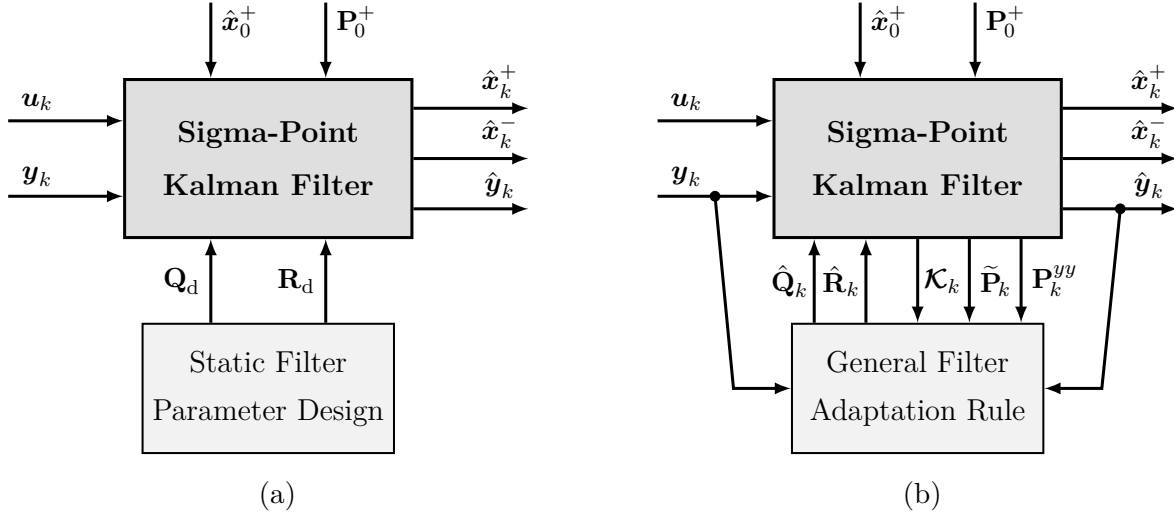 x̂₀⁺ P₀⁺
uₖ
yₖ
Sigma-Point
Kalman Filter
x̂ₖ⁺
x̂ₖ⁻
ŷₖ
Q_d R_d
Static Filter
Parameter Design
(a)
x̂₀⁺ P₀⁺
uₖ
yₖ
Sigma-Point
Kalman Filter
x̂ₖ⁺
x̂ₖ⁻
ŷₖ
Q̂ₖ R̂ₖ 𝒦ₖ P̃ₖ Pₖʸʸ
General Filter
Adaptation Rule
(b)